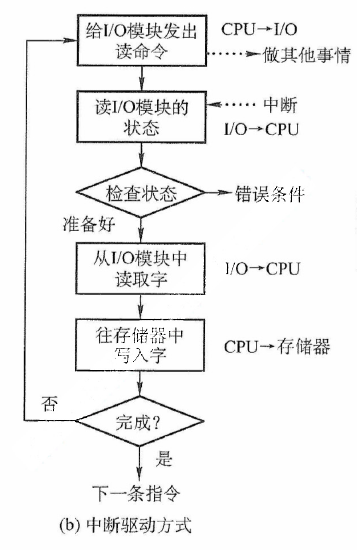 给I/O模块发出
读命令
CPU→I/O
做其他事情
读I/O模块的
状态
中断
I/O→CPU
检查状态
错误条件
准备好
从I/O模块中
读取字
I/O→CPU
往存储器中
写入字
CPU→存储器
否
完成?
是
下一条指令
(b) 中断驱动方式